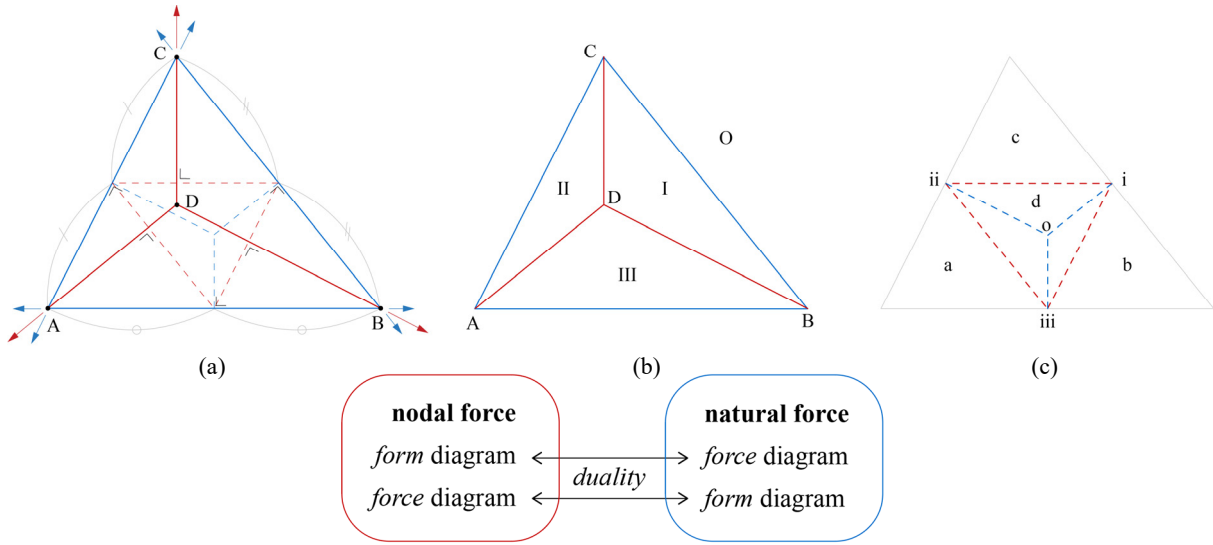 C
D
A
B
(a)
C
O
II
I
D
III
A
B
(b)
c
ii
i
d
o
a
b
iii
(c)
nodal force
form diagram
force diagram
duality
natural force
force diagram
form diagram